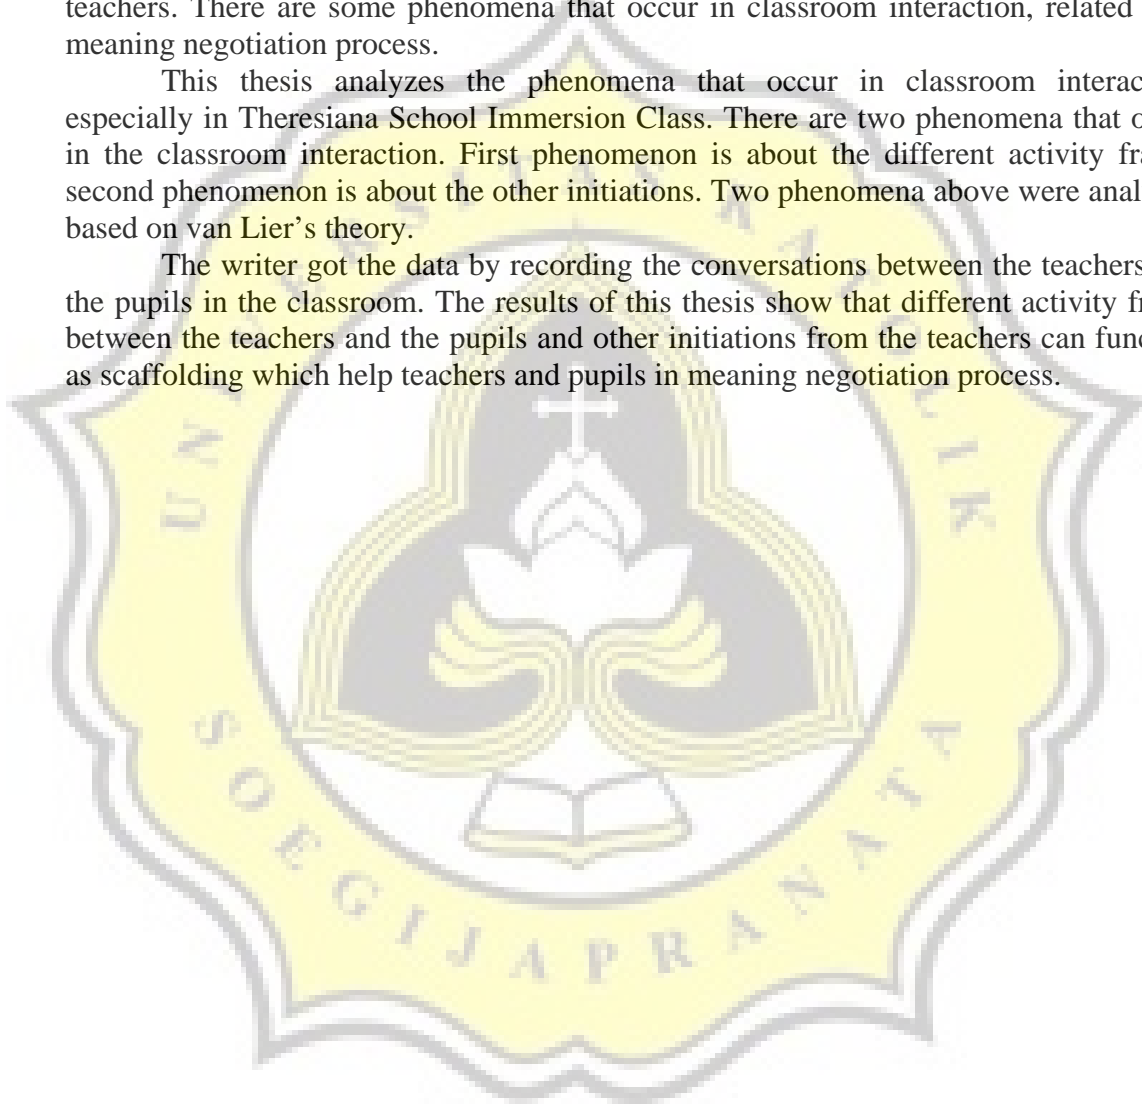 teachers. There are some phenomena that occur in classroom interaction, related
meaning negotiation process.
This thesis analyzes the phenomena that occur in classroom interac
especially in Theresiana School Immersion Class. There are two phenomena that o
in the classroom interaction. First phenomenon is about the different activity fra
second phenomenon is about the other initiations. Two phenomena above were anal
based on van Lier’s theory.
The writer got the data by recording the conversations between the teachers
the pupils in the classroom. The results of this thesis show that different activity fr
between the teachers and the pupils and other initiations from the teachers can func
as scaffolding which help teachers and pupils in meaning negotiation process.
UNIVERSITAS KATOLIK
SOEGIJAPRANATA